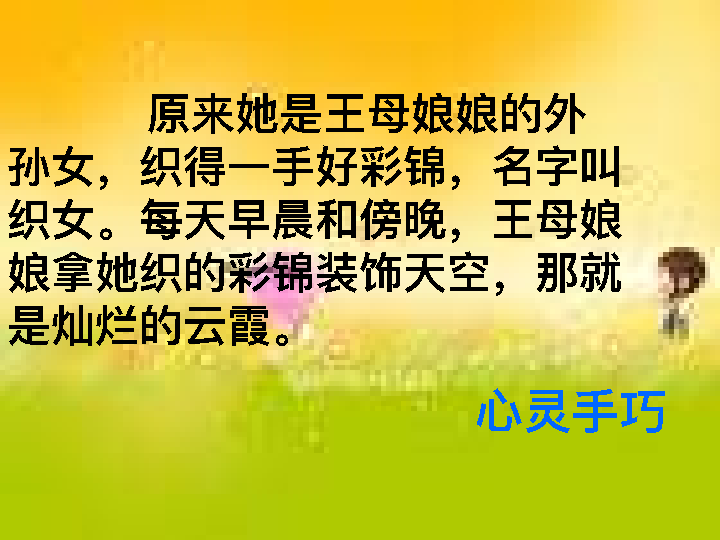 原来她是王母娘娘的外
孙女，织得一手好彩锦，名字叫
织女。每天早晨和傍晚，王母娘
娘拿她织的彩锦装饰天空，那就
是灿烂的云霞。
心灵手巧